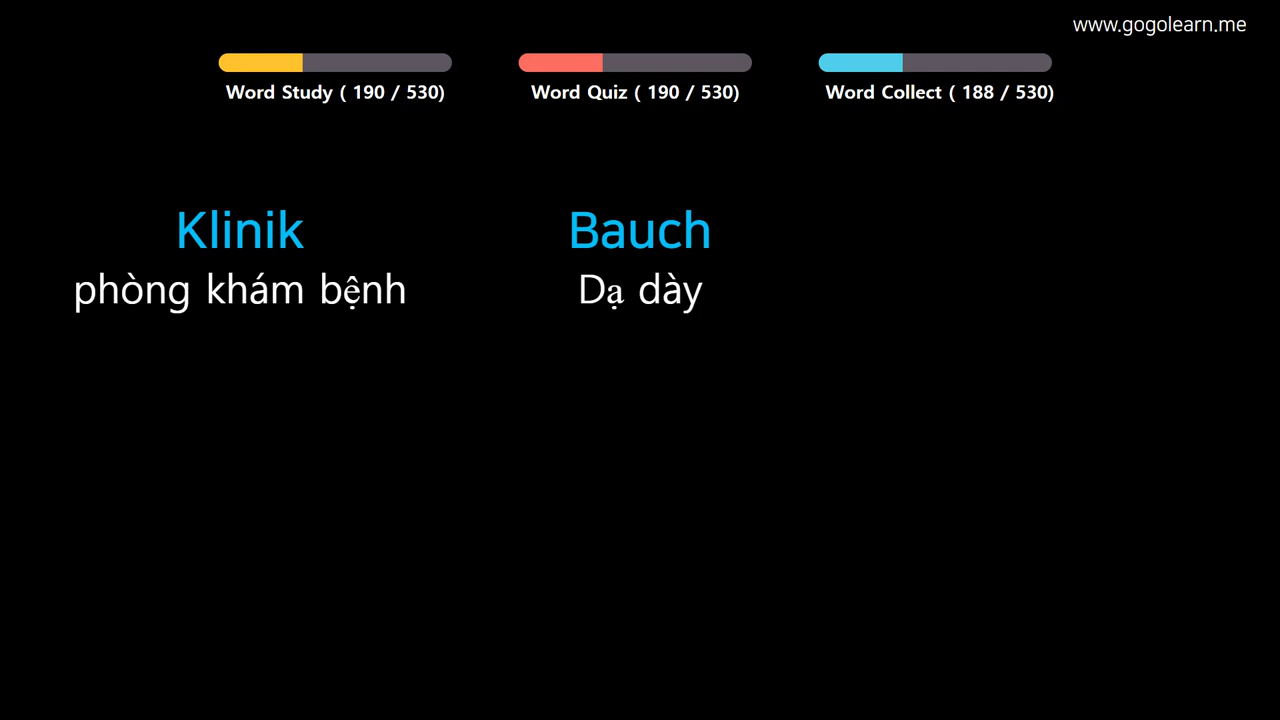 www.gogolearn.me
Word Study ( 190 / 530)
Word Quiz ( 190 / 530)
Word Collect ( 188 / 530)
Klinik
phòng khám bệnh
Bauch
Dạ dày